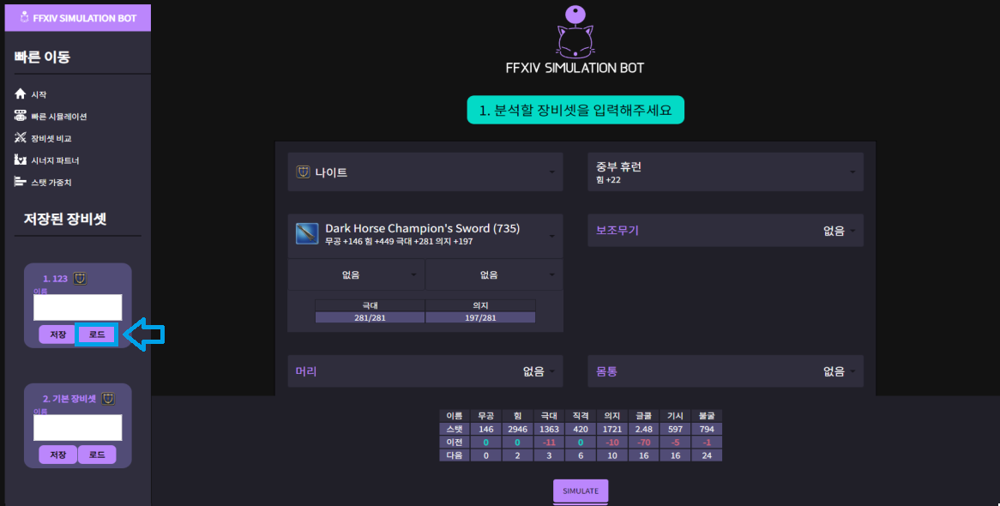 FFXIV SIMULATION BOT
빠른 이동
시작
빠른 시뮬레이션
장비셋 비교
시너지 파트너
스탯 가중치
저장된 장비셋
1. 123
이름
저장 로드
2. 기본 장비셋
이름
저장 로드
FFXIV SIMULATION BOT
1. 분석할 장비셋을 입력해주세요
나이트
중부 휴런
힘 +22
Dark Horse Champion's Sword (735)
무공 +146 힘 +449 극대 +281 의지 +197
보조무기 없음
없음 없음
극대 의지
281/281 197/281
머리 없음
몸통 없음
이름 무공 힘 극대 직격 의지 글쿨 기시 불굴
스탯 146 2946 1363 420 1721 2.48 597 794
이전 0 0 -11 0 -10 -70 -5 -1
다음 0 2 3 6 10 16 16 24
SIMULATE